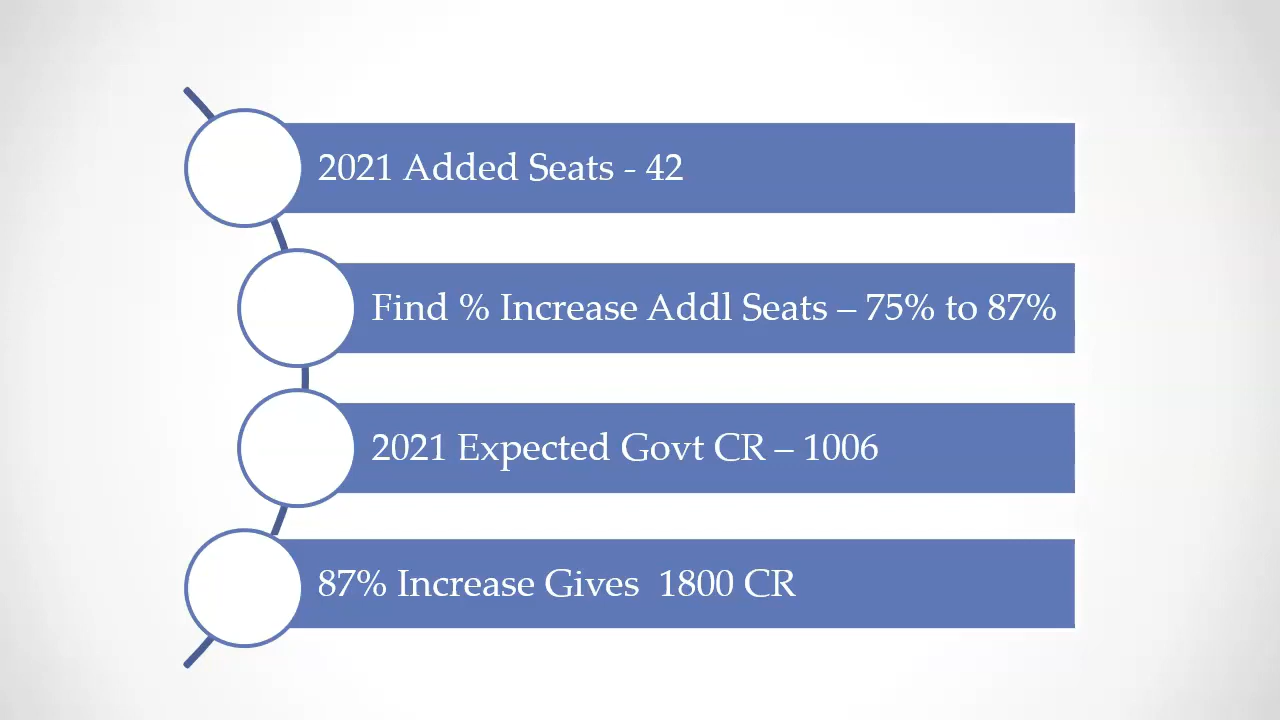 2021 Added Seats - 42
Find % Increase Addl Seats – 75% to 87%
2021 Expected Govt CR – 1006
87% Increase Gives  1800 CR